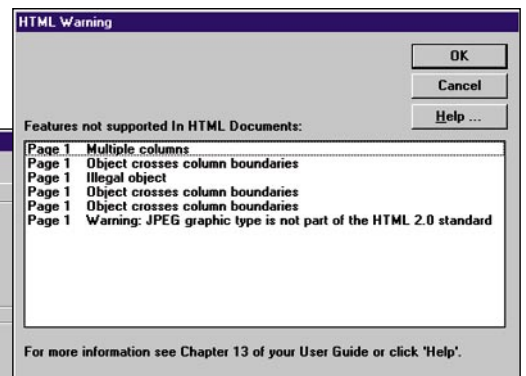 HTML Warning
OK
Cancel
Help ...
Features not supported In HTML Documents:
Page 1 Multiple columns
Page 1 Object crosses column boundaries
Page 1 Illegal object
Page 1 Object crosses column boundaries
Page 1 Object crosses column boundaries
Page 1 Warning: JPEG graphic type is not part of the HTML 2.0 standard
For more information see Chapter 13 of your User Guide or click 'Help'.